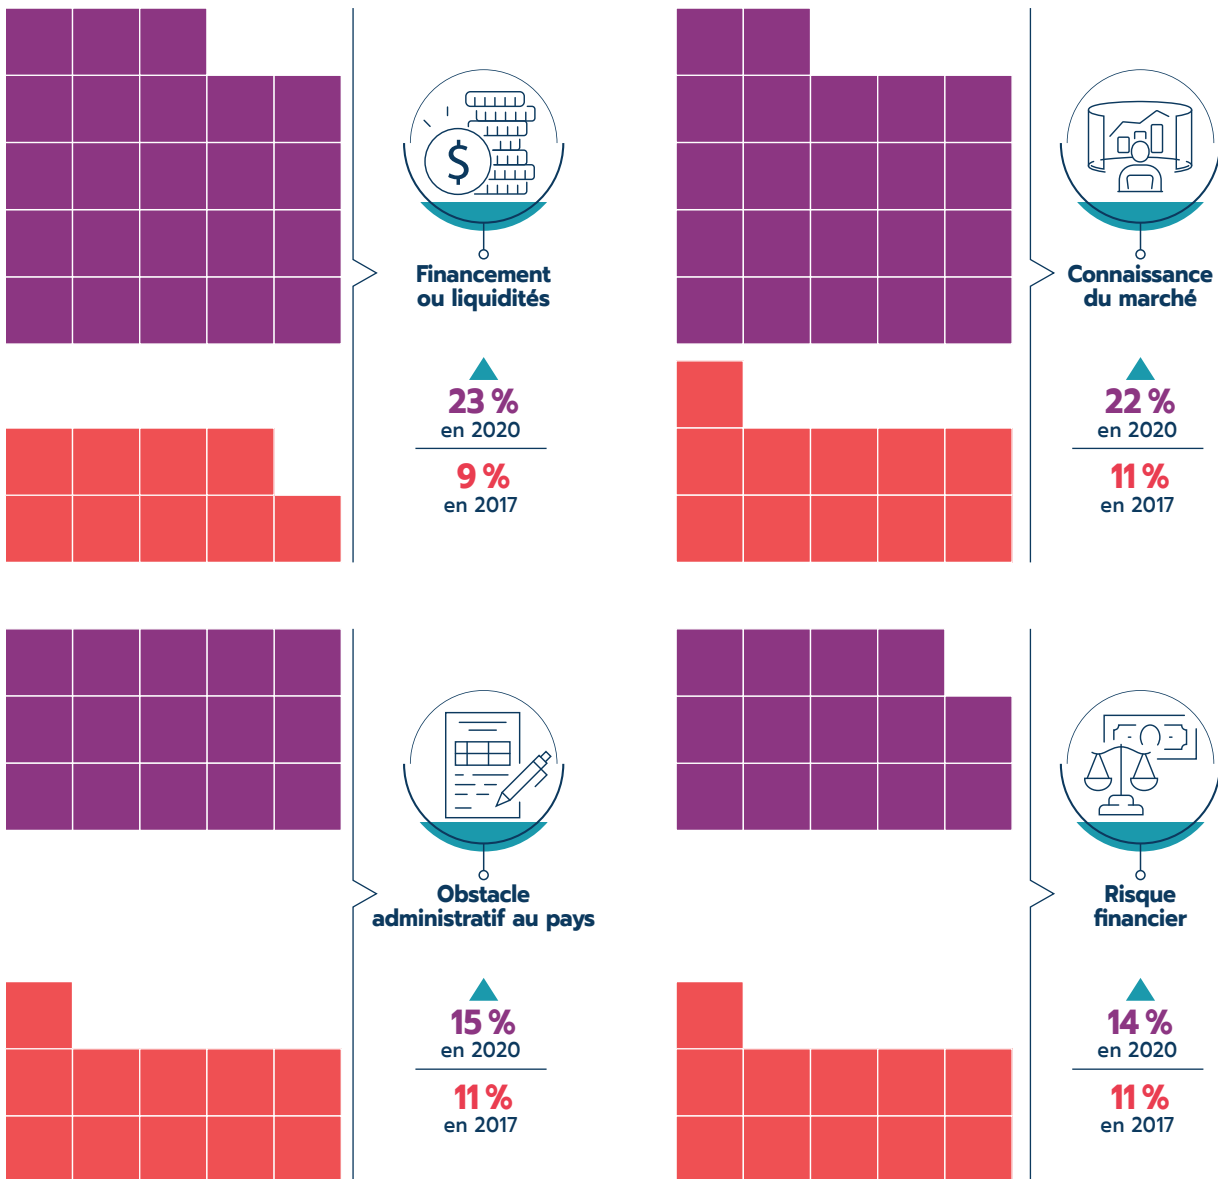 $
Financement
ou liquidités
23 %
en 2020
9 %
en 2017
Connaissance
du marché
22 %
en 2020
11 %
en 2017
Obstacle
administratif au pays
15 %
en 2020
11 %
en 2017
Risque
financier
14 %
en 2020
11 %
en 2017